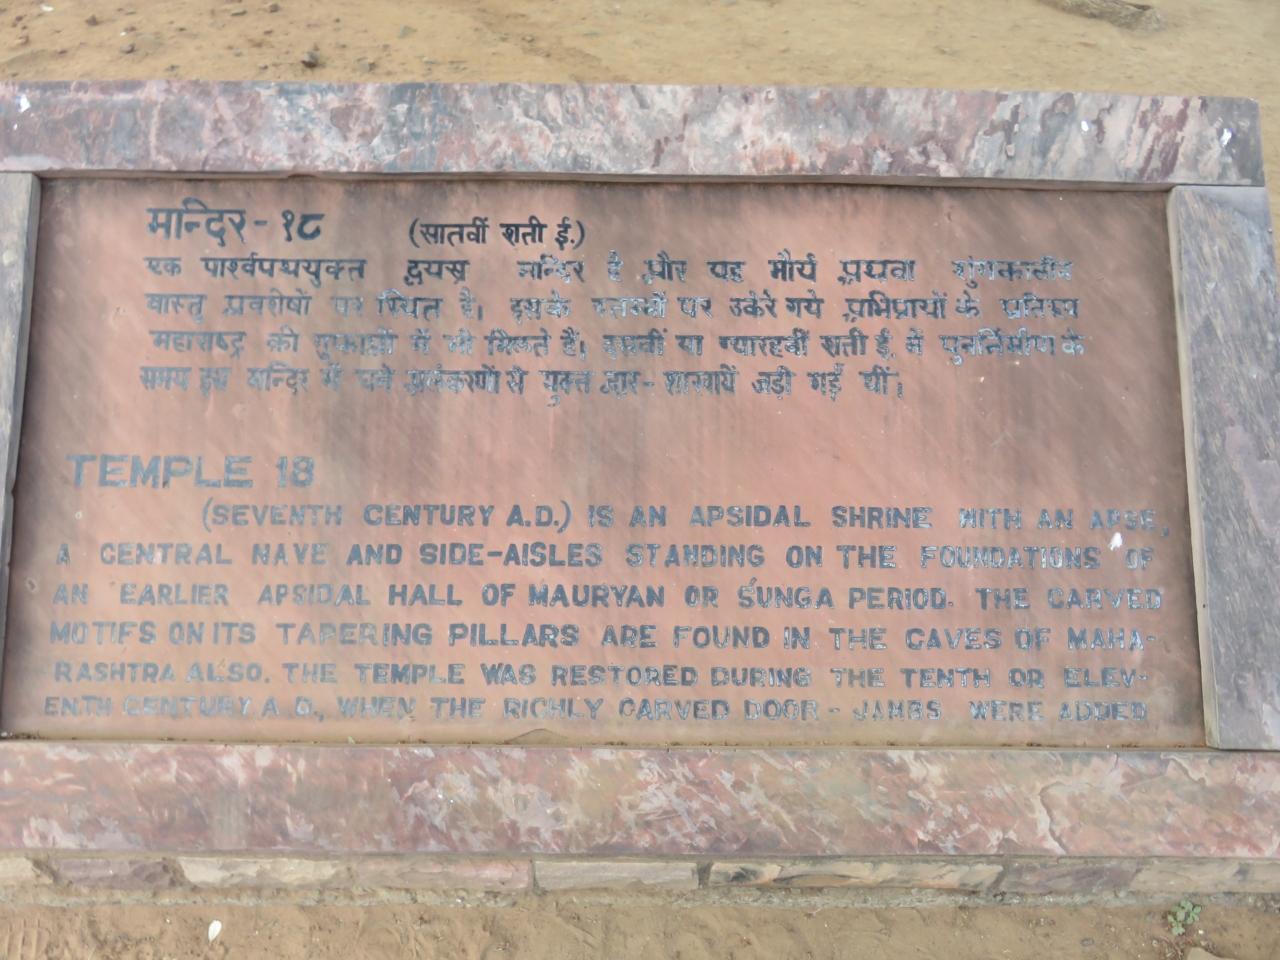 मन्दिर - १८ (सातवीं शती ई.)
एक पार्श्वपथयुक्त द्वयस्र मन्दिर है और यह मौर्य अथवा शुंगकालीन
वास्तु अवशेषों पर स्थित है। इसके स्तम्भों पर उकेरे गये अभिप्रायों के प्रतिरूप
महाराष्ट्र की गुफाओं में भी मिलते हैं। दसवीं या ग्यारहवीं शती ई. में पुनर्निर्माण के
समय इस मन्दिर में घने अलंकरणों से युक्त द्वार - शाखायें जड़ी गईं थीं।
TEMPLE 18
(SEVENTH CENTURY A.D.) IS AN APSIDAL SHRINE WITH AN APSE,
A CENTRAL NAVE AND SIDE-AISLES STANDING ON THE FOUNDATIONS OF
AN EARLIER APSIDAL HALL OF MAURYAN OR ŚUNGA PERIOD. THE CARVED
MOTIFS ON ITS TAPERING PILLARS ARE FOUND IN THE CAVES OF MAHA-
RASHTRA ALSO. THE TEMPLE WAS RESTORED DURING THE TENTH OR ELEV-
ENTH CENTURY A.D., WHEN THE RICHLY CARVED DOOR - JAMBS WERE ADDED